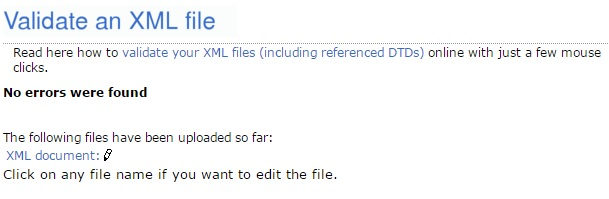 Validate an XML file
Read here how to validate your XML files (including referenced DTDs) online with just a few mouse
clicks.
No errors were found
The following files have been uploaded so far:
XML document:
Click on any file name if you want to edit the file.